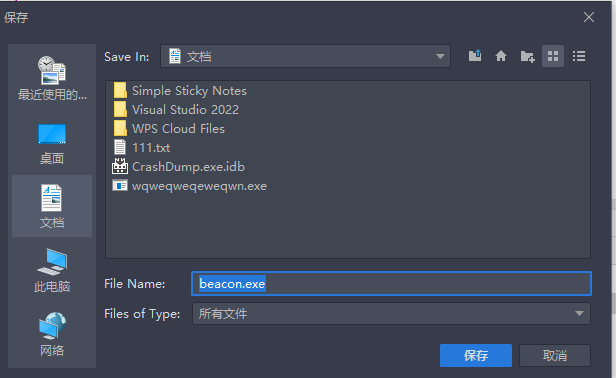 保存
Save In:
文档
最近使用的...
桌面
文档
此电脑
网络
Simple Sticky Notes
Visual Studio 2022
WPS Cloud Files
111.txt
CrashDump.exe.idb
wqweqweqeweqwn.exe
File Name:
beacon.exe
Files of Type:
所有文件
保存
取消